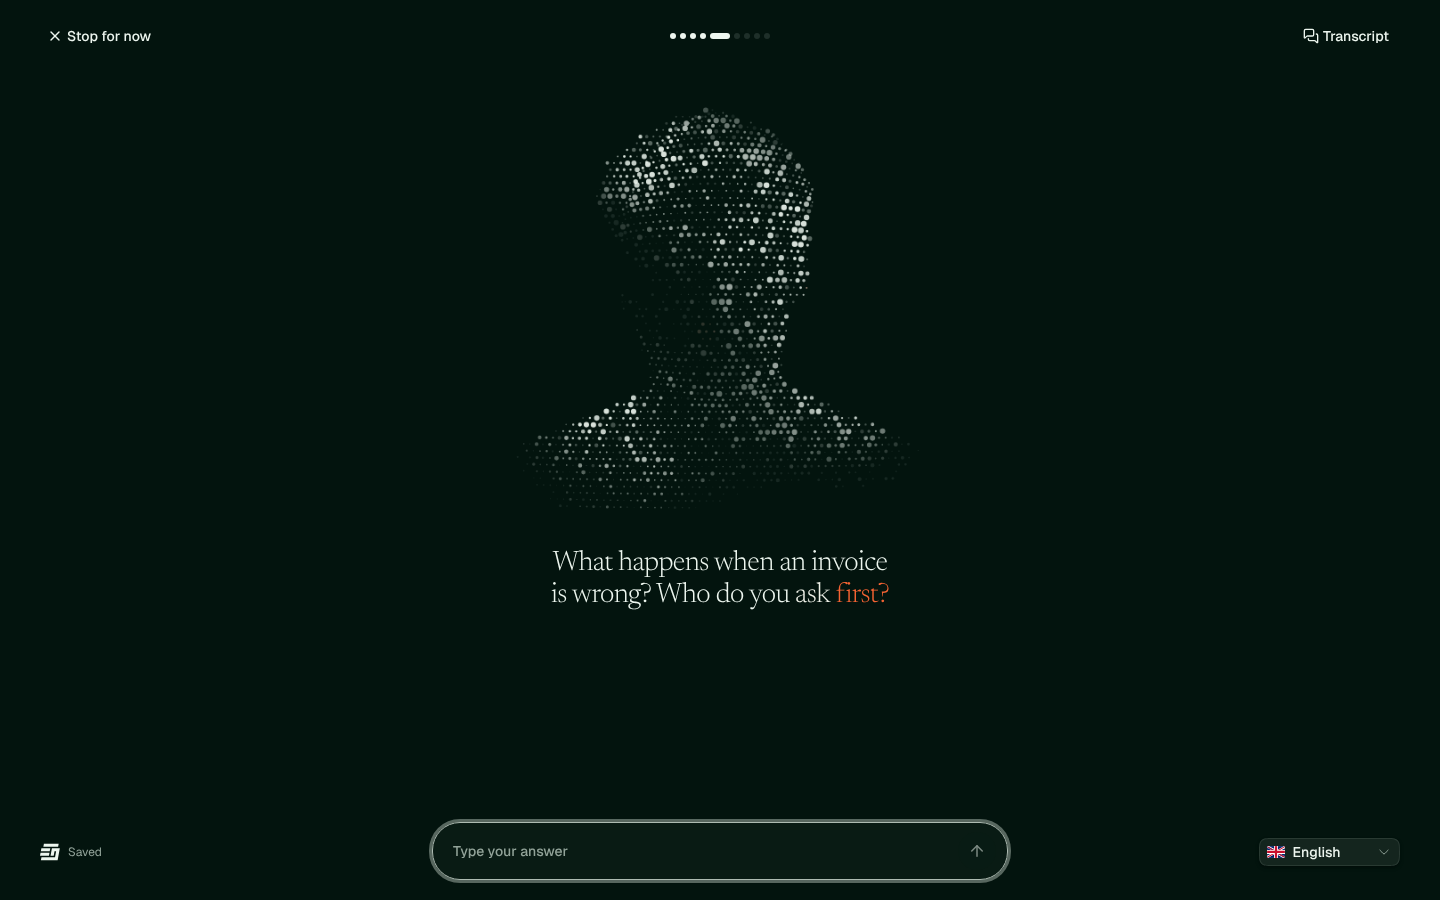 Stop for now
Transcript
What happens when an invoice
is wrong? Who do you ask first?
Saved
Type your answer
English